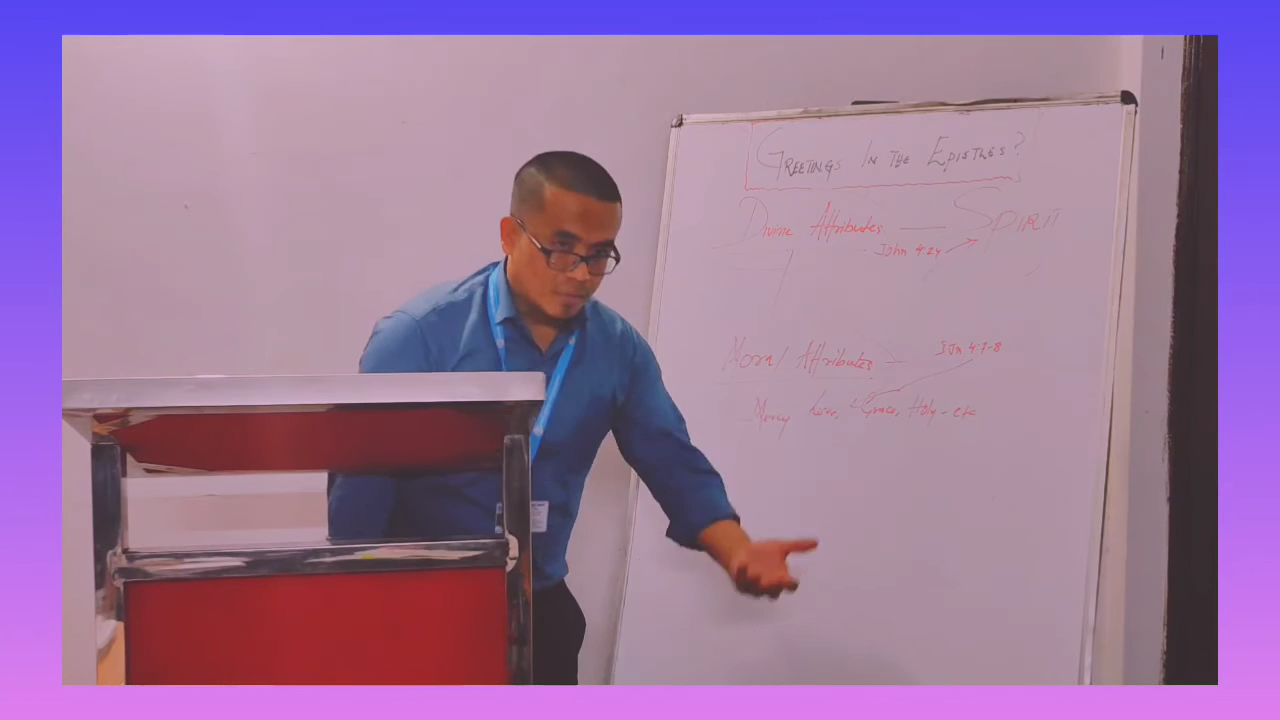 GREETINGS IN THE EPISTLES?
Divine Attributes — SPIRIT
John 4:24
Moral Attributes -
I Jn 4:7-8
Mercy Love, Grace, Holy - etc